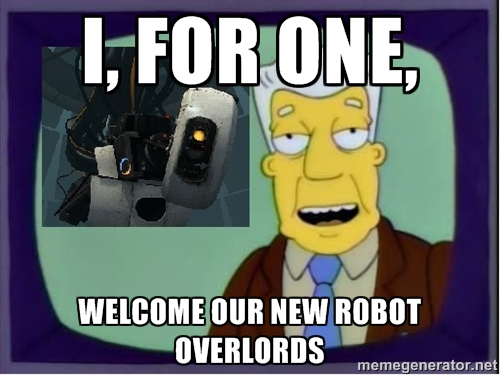 I, FOR ONE,
WELCOME OUR NEW ROBOT
OVERLORDS
memegenerator.net